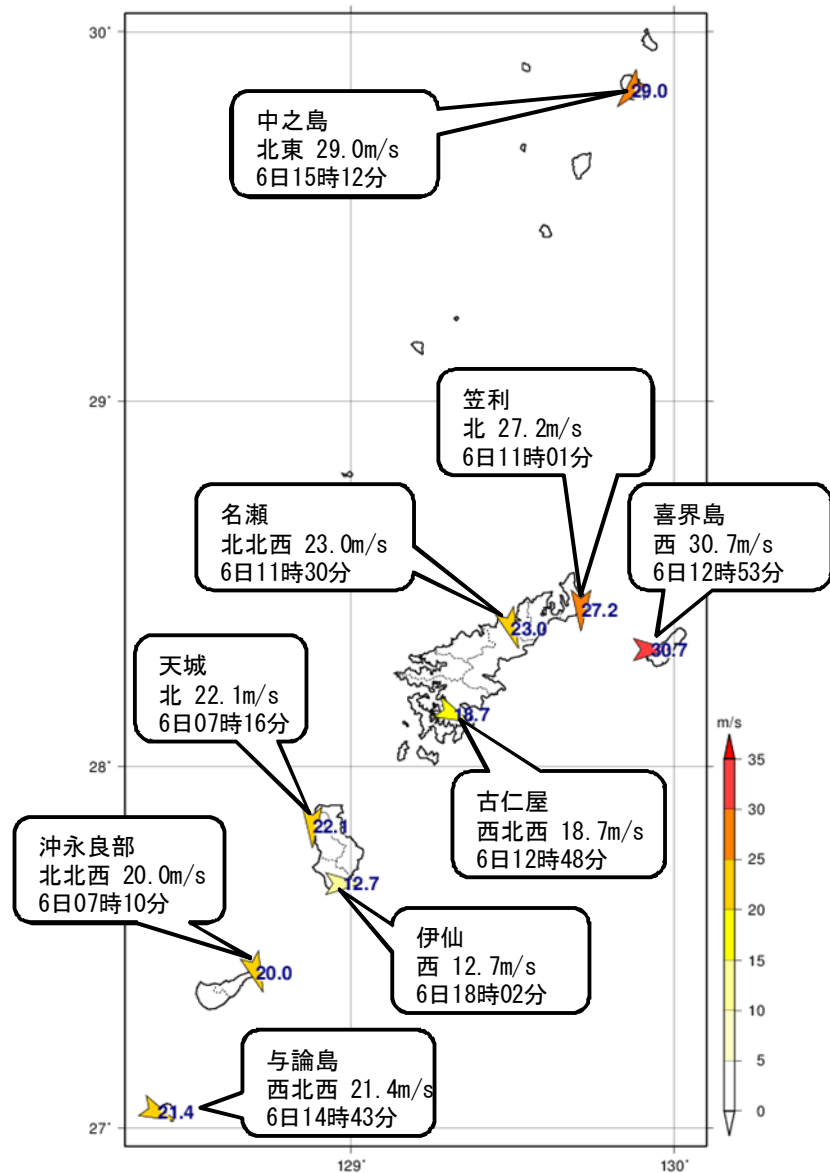 30°
中之島
北東 29.0m/s
6日15時12分
29.0
29°
笠利
北 27.2m/s
6日11時01分
名瀬
北北西 23.0m/s
6日11時30分
喜界島
西 30.7m/s
6日12時53分
27.2
23.0
30.7
天城
北 22.1m/s
6日07時16分
18.7
28°
古仁屋
西北西 18.7m/s
6日12時48分
22.1
沖永良部
北北西 20.0m/s
6日07時10分
12.7
伊仙
西 12.7m/s
6日18時02分
20.0
与論島
西北西 21.4m/s
6日14時43分
21.4
27°
129°
130°
m/s
35
30
25
20
15
10
5
0